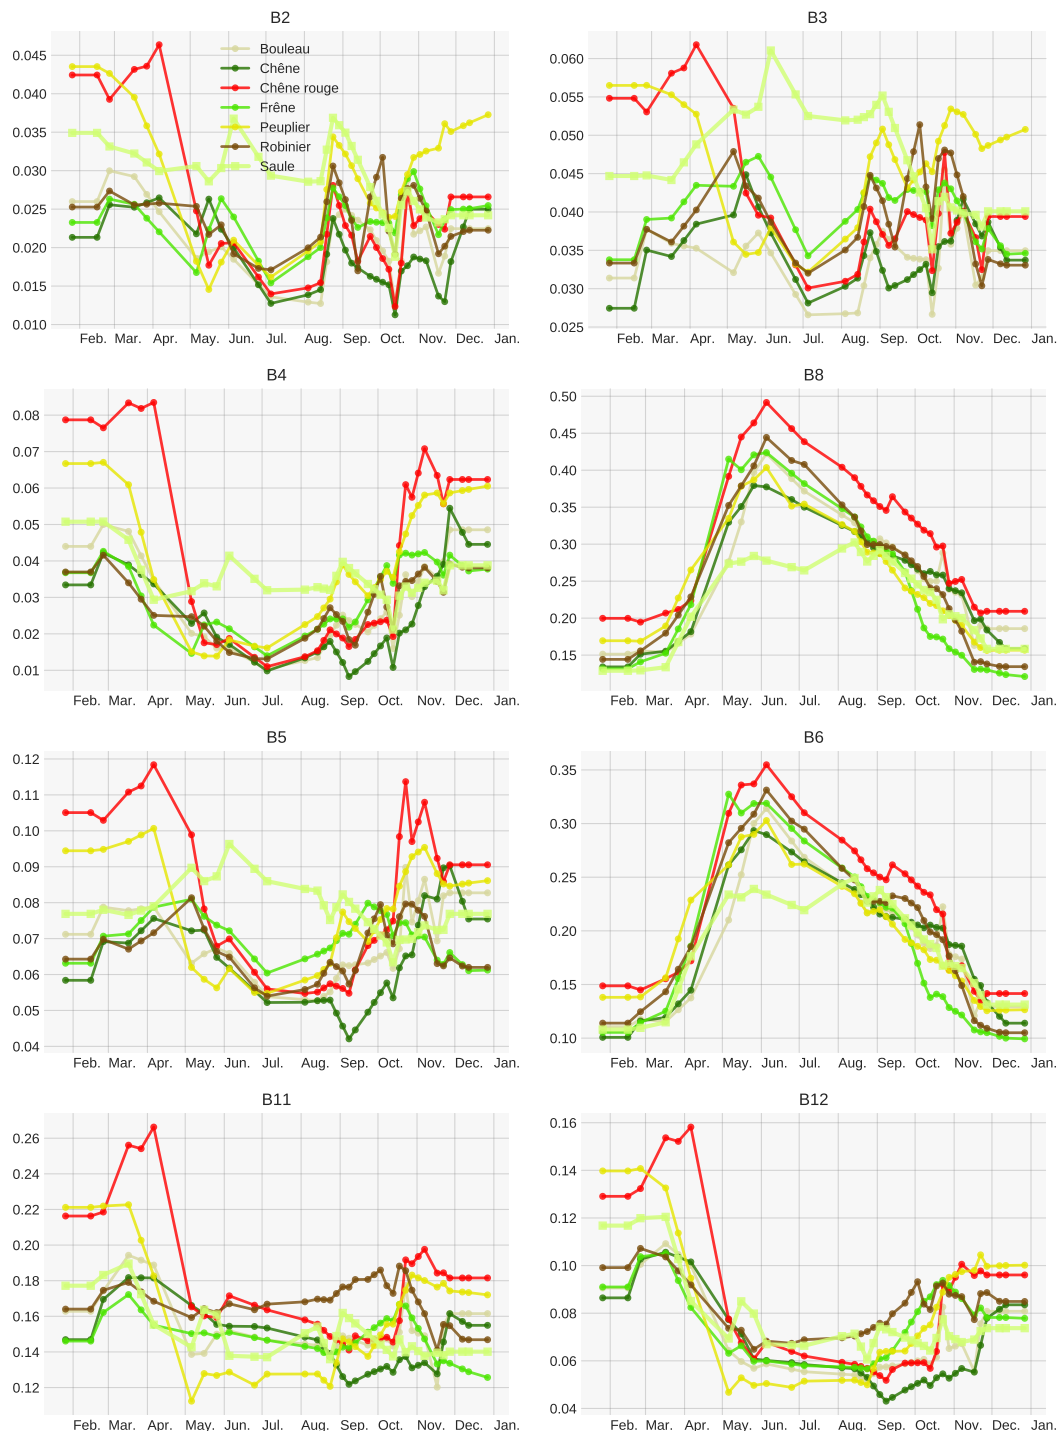 B2
0.045
0.040
0.035
0.030
0.025
0.020
0.015
0.010
Bouleau
Chêne
Chêne rouge
Frêne
Peuplier
Robinier
Saule
Feb. Mar. Apr. May. Jun. Jul. Aug. Sep. Oct. Nov. Dec. Jan.
B3
0.060
0.055
0.050
0.045
0.040
0.035
0.030
0.025
Feb. Mar. Apr. May. Jun. Jul. Aug. Sep. Oct. Nov. Dec. Jan.
B4
0.08
0.07
0.06
0.05
0.04
0.03
0.02
0.01
Feb. Mar. Apr. May. Jun. Jul. Aug. Sep. Oct. Nov. Dec. Jan.
B8
0.50
0.45
0.40
0.35
0.30
0.25
0.20
0.15
Feb. Mar. Apr. May. Jun. Jul. Aug. Sep. Oct. Nov. Dec. Jan.
B5
0.12
0.11
0.10
0.09
0.08
0.07
0.06
0.05
0.04
Feb. Mar. Apr. May. Jun. Jul. Aug. Sep. Oct. Nov. Dec. Jan.
B6
0.35
0.30
0.25
0.20
0.15
0.10
Feb. Mar. Apr. May. Jun. Jul. Aug. Sep. Oct. Nov. Dec. Jan.
B11
0.26
0.24
0.22
0.20
0.18
0.16
0.14
0.12
Feb. Mar. Apr. May. Jun. Jul. Aug. Sep. Oct. Nov. Dec. Jan.
B12
0.16
0.14
0.12
0.10
0.08
0.06
0.04
Feb. Mar. Apr. May. Jun. Jul. Aug. Sep. Oct. Nov. Dec. Jan.